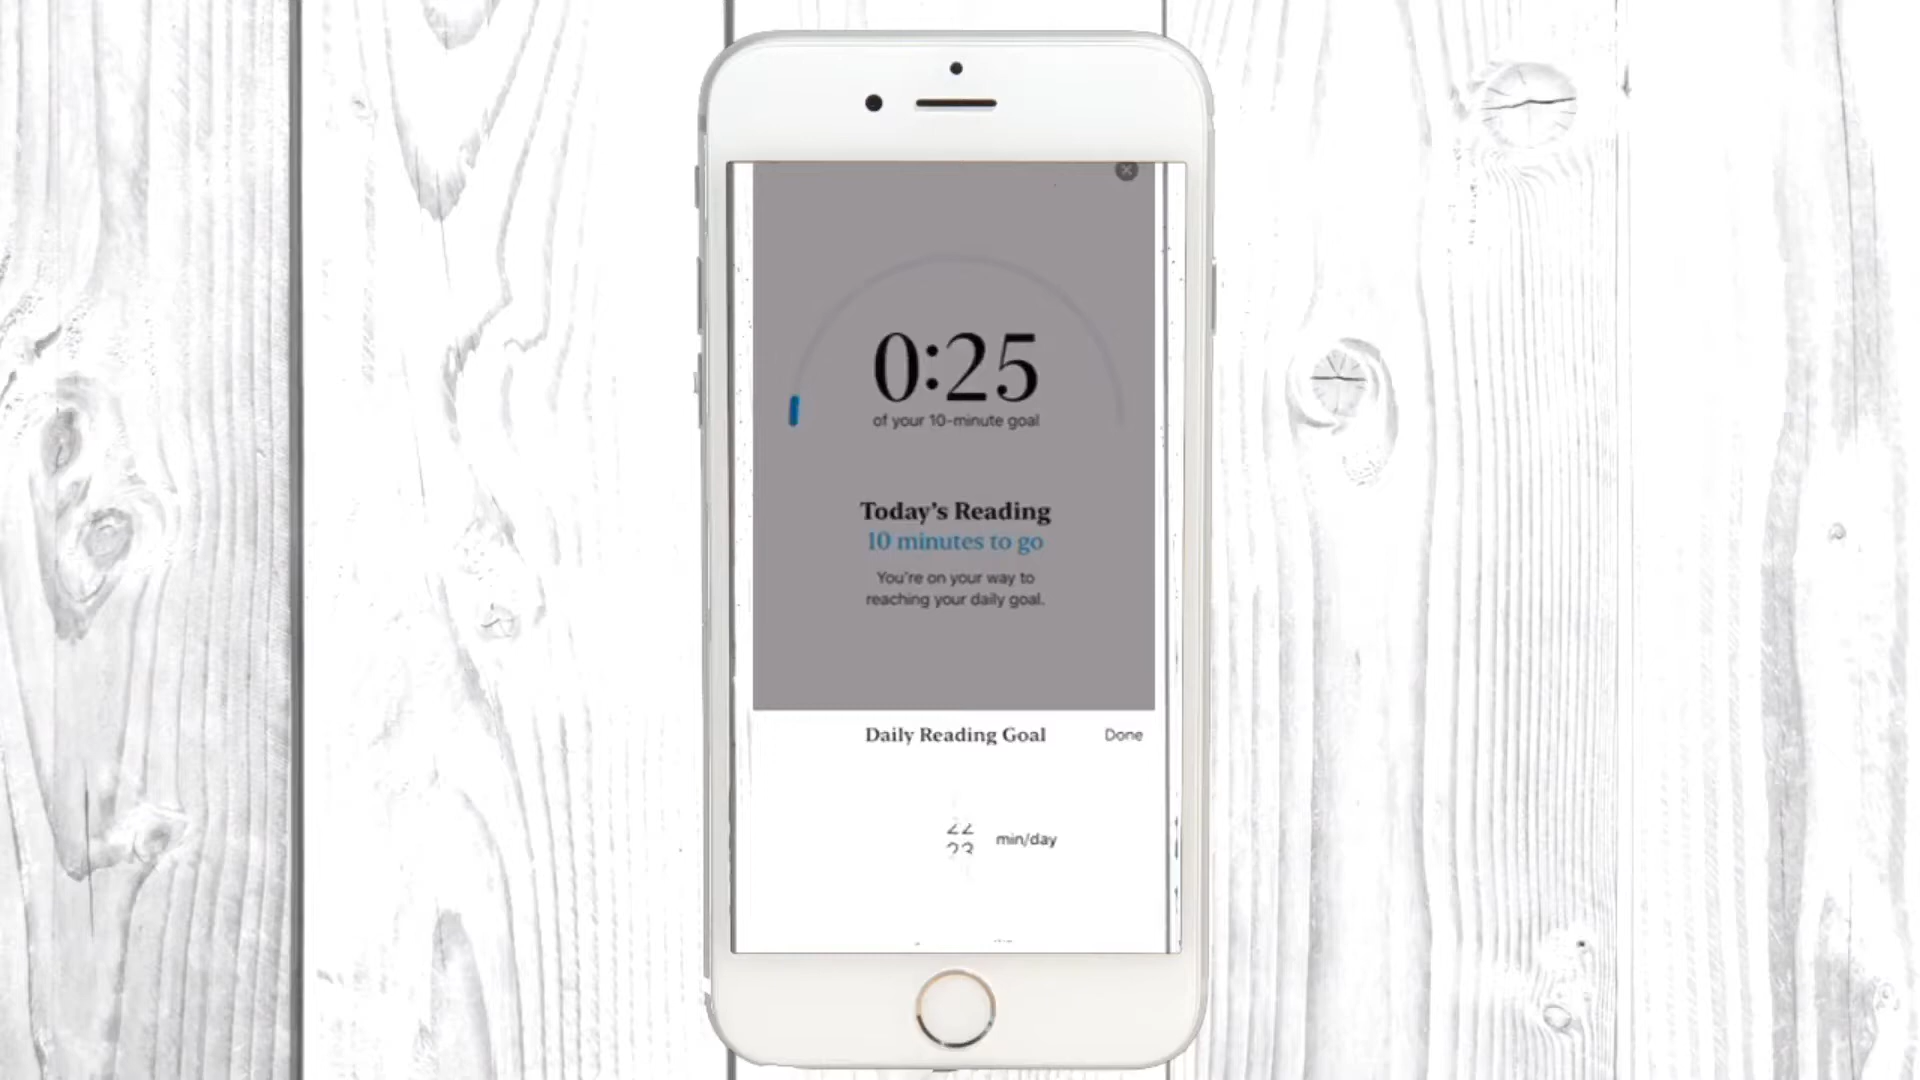 0:25
of your 10-minute goal
Today's Reading
10 minutes to go
You're on your way to
reaching your daily goal.
Daily Reading Goal
Done
22
23
min/day